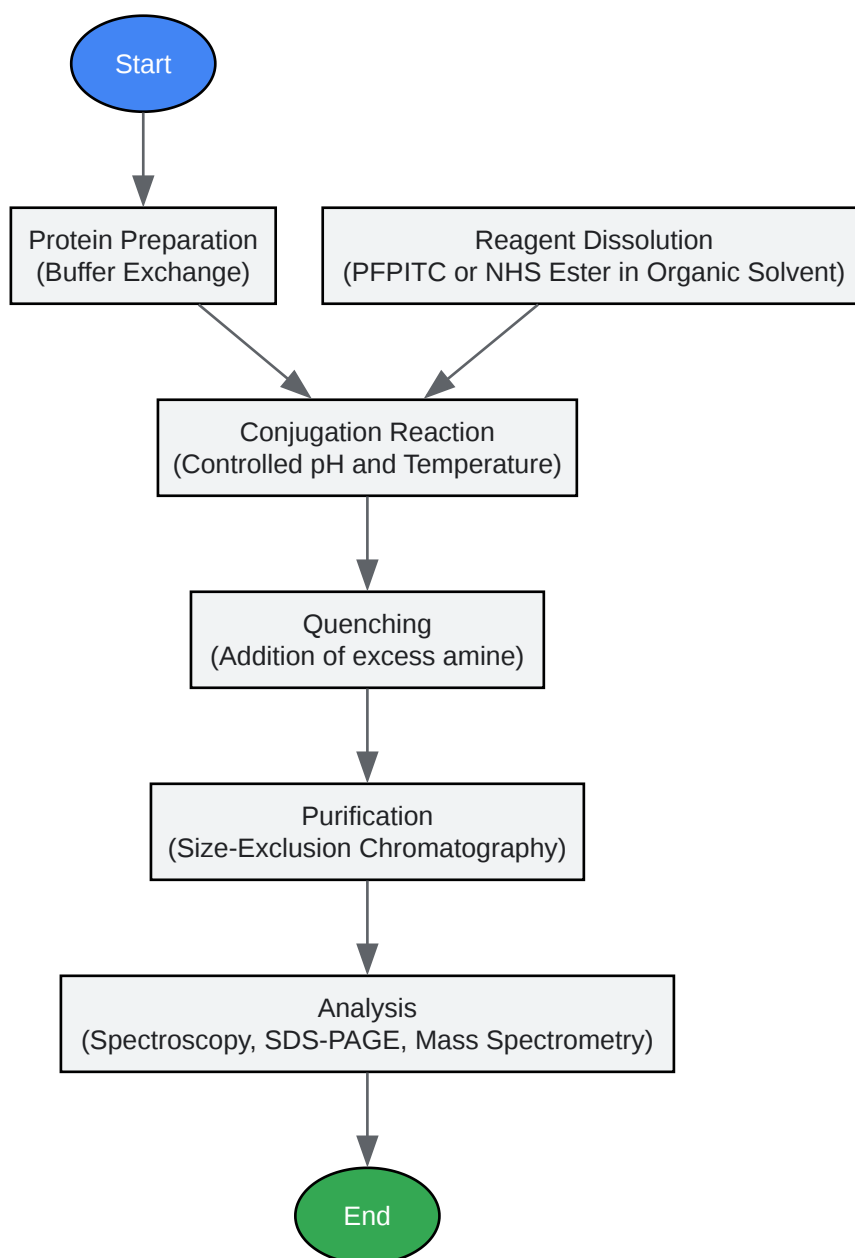 Start
Protein Preparation
(Buffer Exchange)
Reagent Dissolution
(PFPITC or NHS Ester in Organic Solvent)
Conjugation Reaction
(Controlled pH and Temperature)
Quenching
(Addition of excess amine)
Purification
(Size-Exclusion Chromatography)
Analysis
(Spectroscopy, SDS-PAGE, Mass Spectrometry)
End